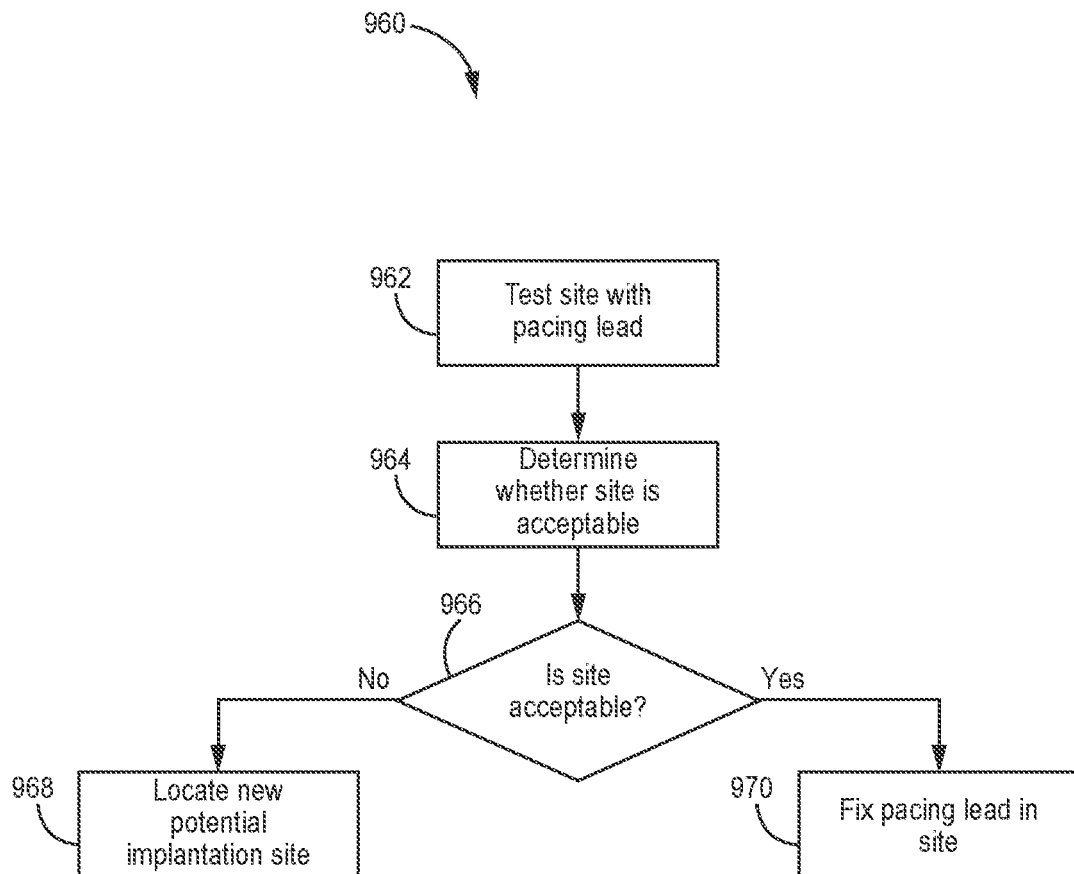 960
962
Test site with
pacing lead
964
Determine
whether site is
acceptable
966
No
Is site
acceptable?
Yes
968
Locate new
potential
implantation site
970
Fix pacing lead in
site